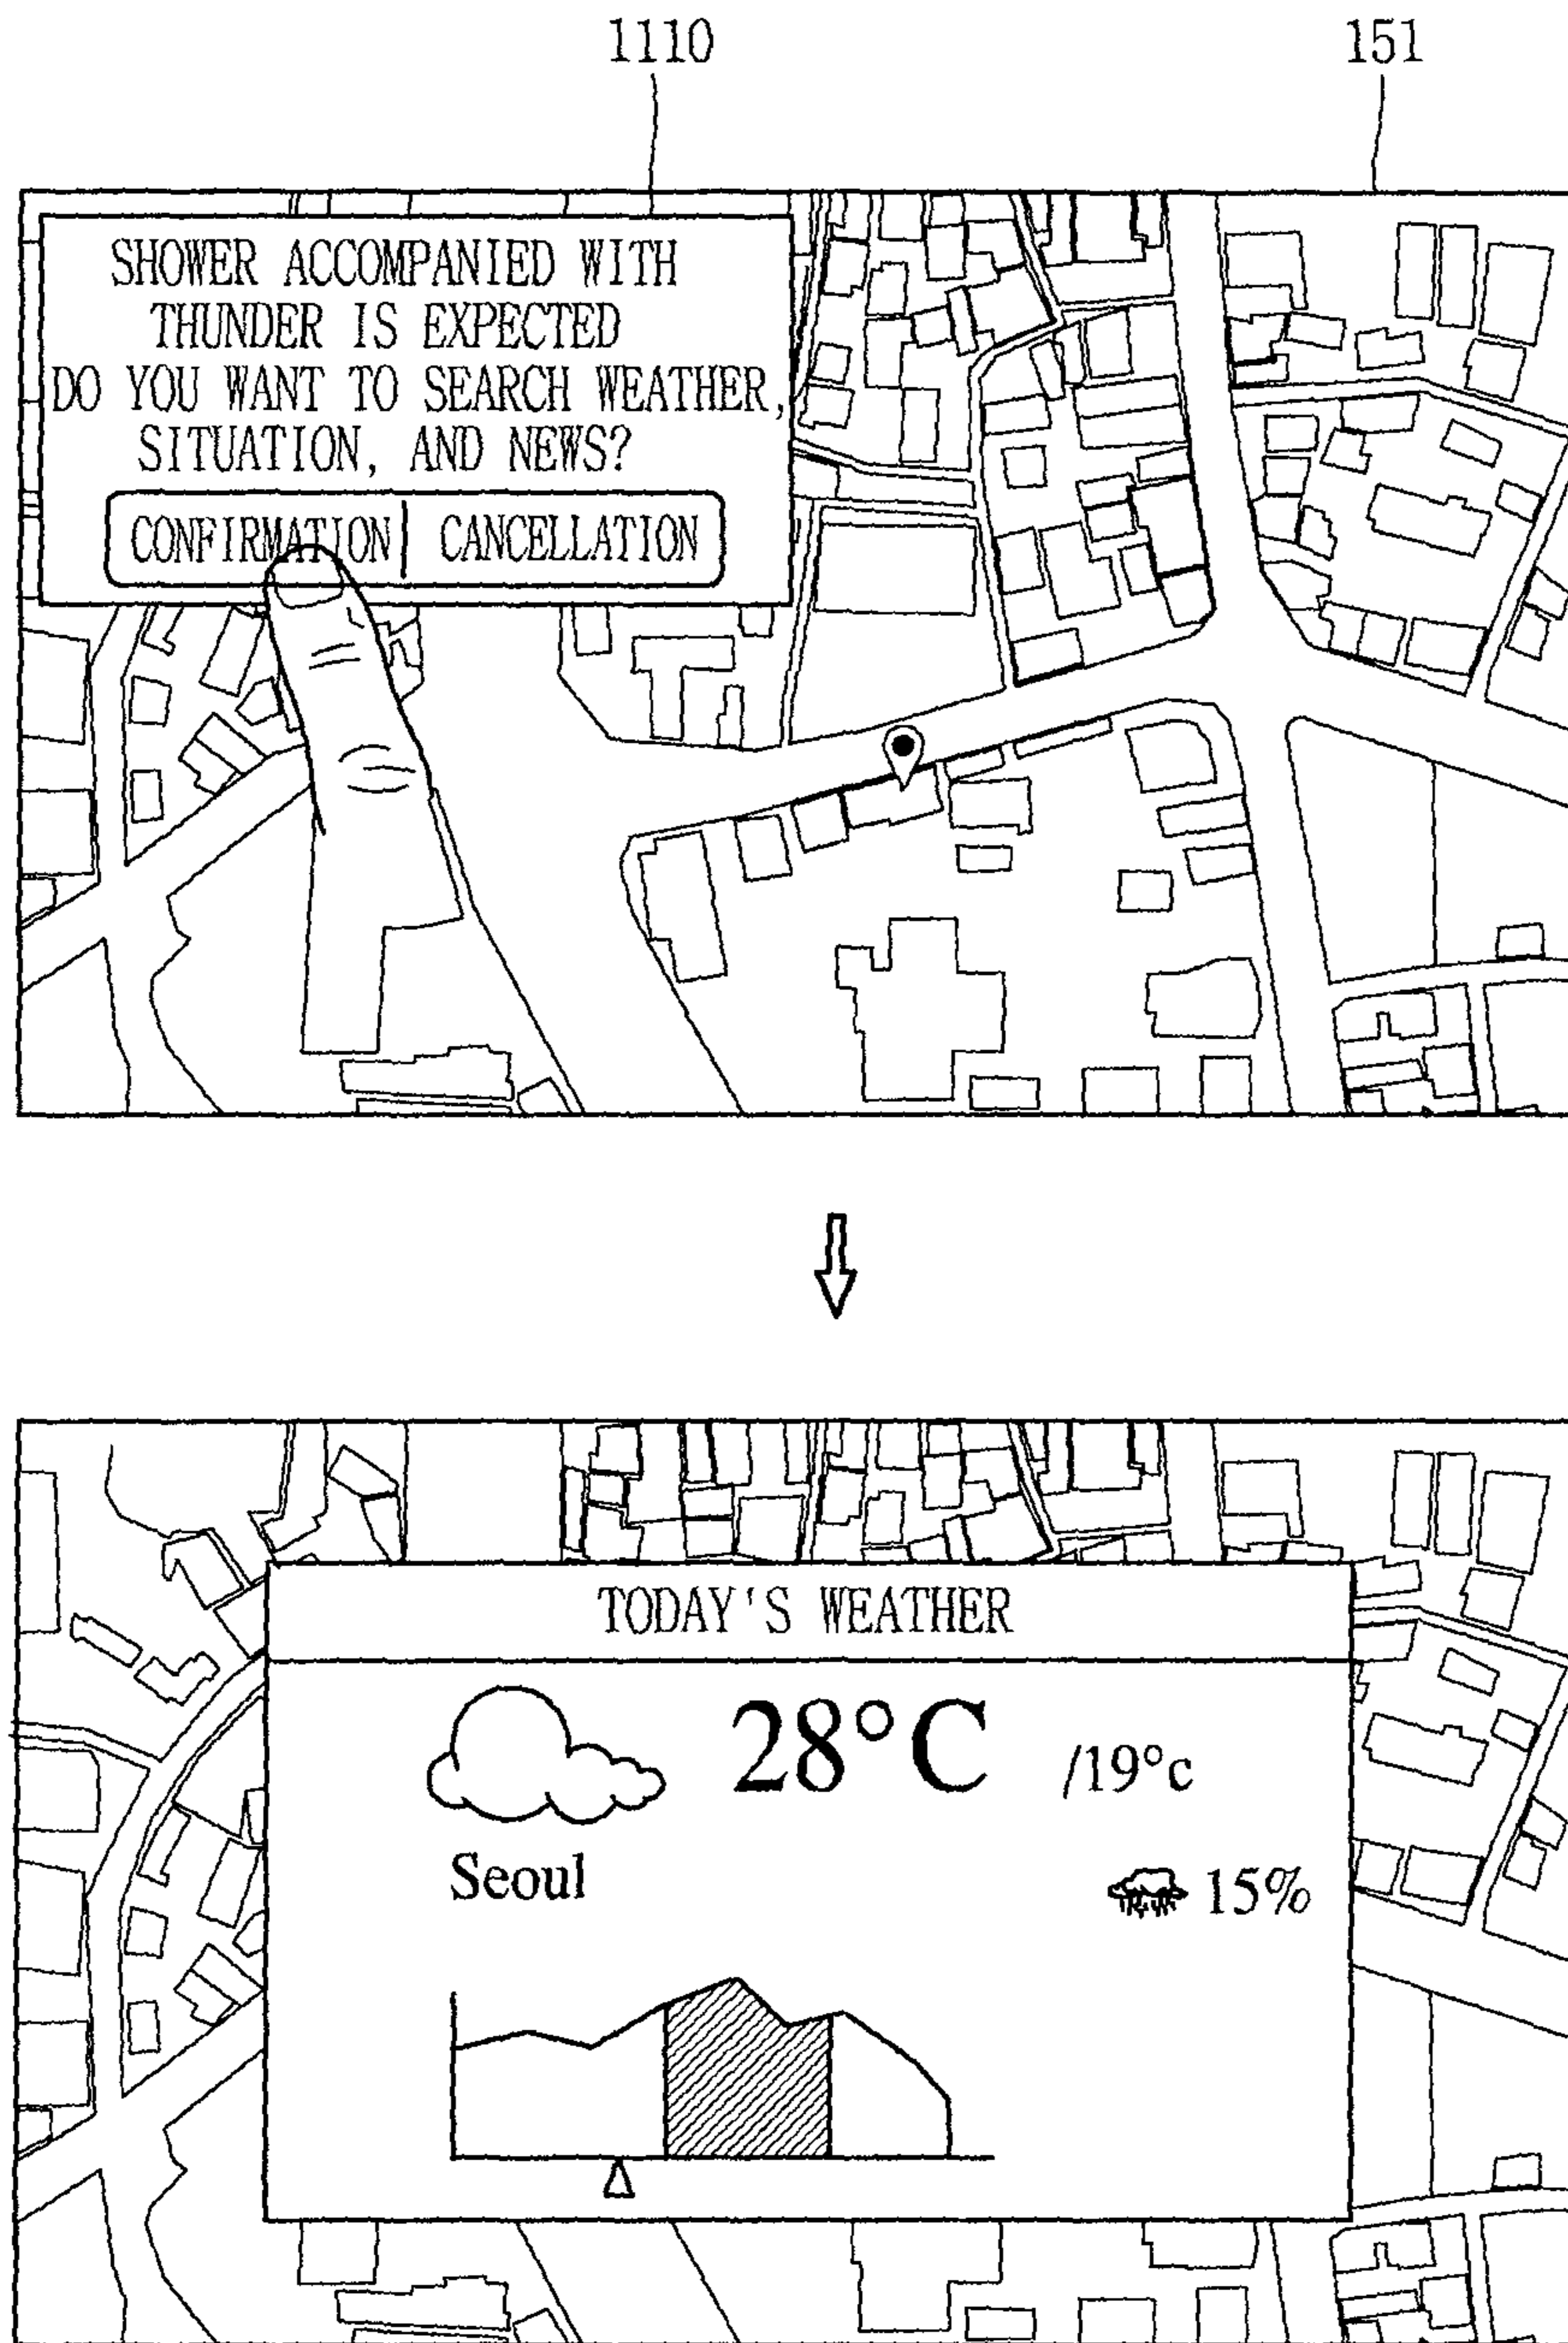 1110
151
SHOWER ACCOMPANIED WITH
THUNDER IS EXPECTED
DO YOU WANT TO SEARCH WEATHER,
SITUATION, AND NEWS?
CONFIRMATION CANCELLATION
TODAY'S WEATHER
28°C /19°c
Seoul
15%